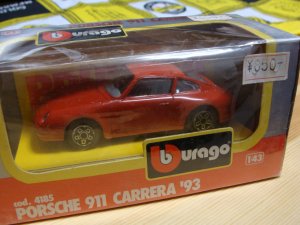 burago
burago
1:43
cod. 4185
PORSCHE 911 CARRERA '93